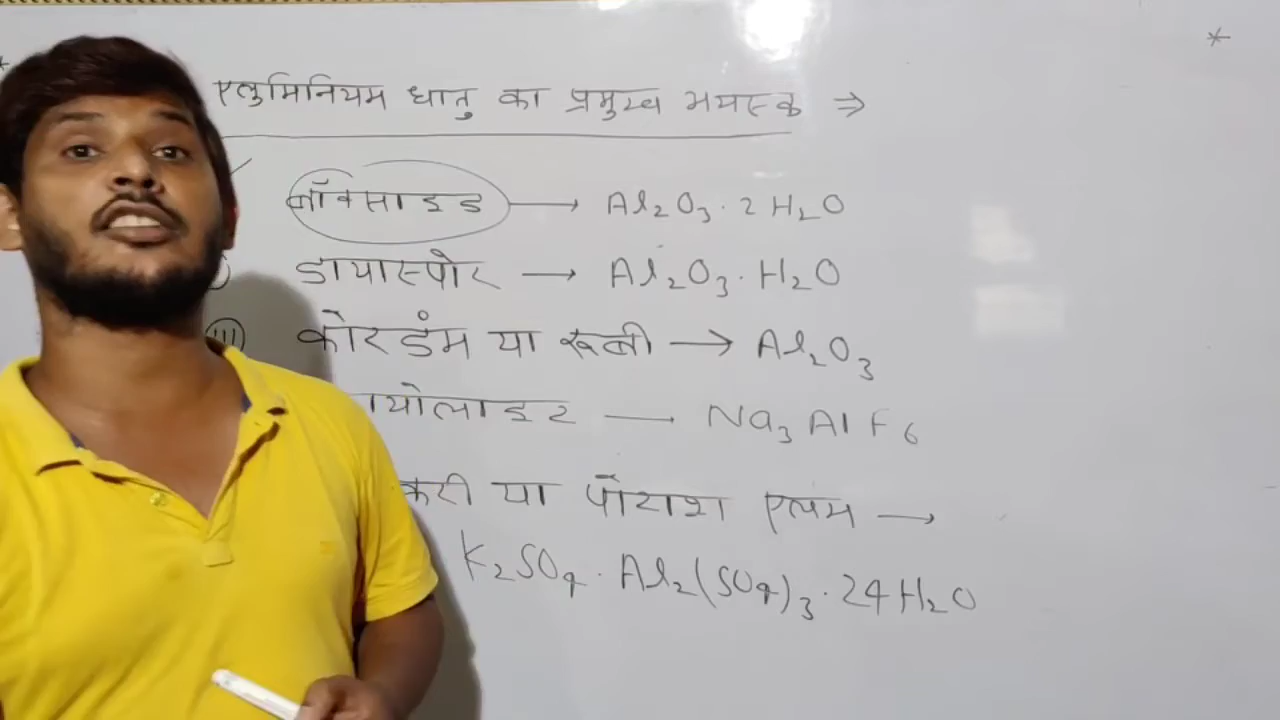 *
एलुमिनियम धातु का प्रमुख अयस्क ⇒
बॉक्साइड → Al₂O₃·2H₂O
डायास्पोर → Al₂O₃·H₂O
(III) कोरडंम या रूबी → Al₂O₃
योलाइट — Na₃AlF₆
करी या पोटाश एलम →
K₂SO₄·Al₂(SO₄)₃·24H₂O